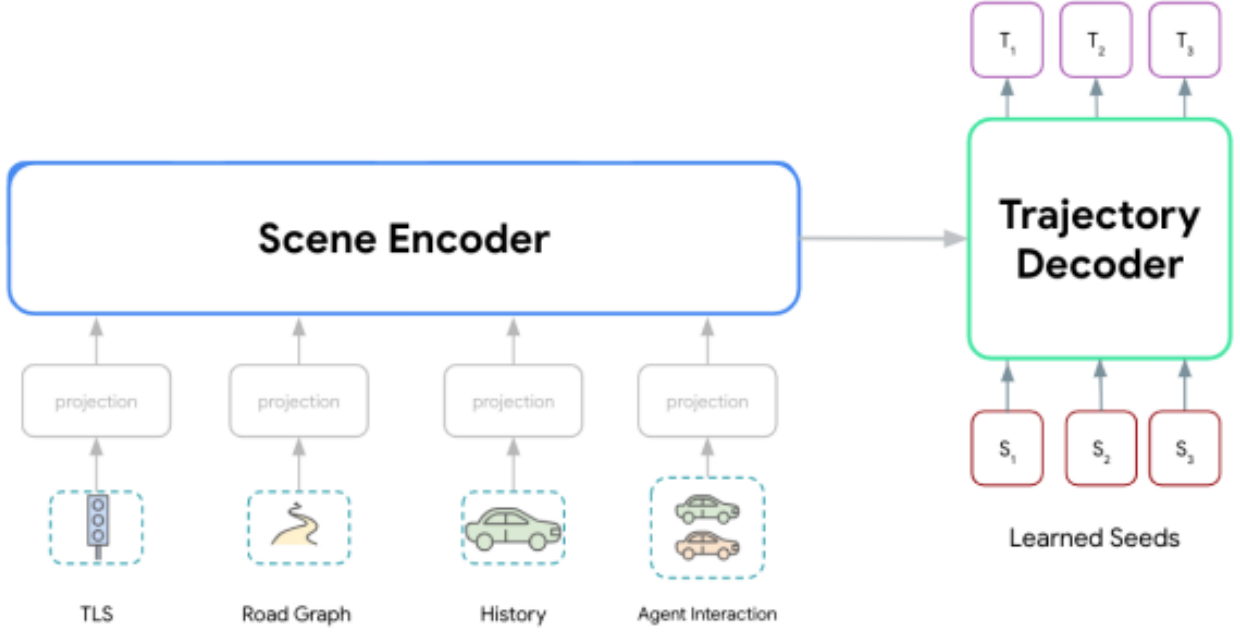 T₁ T₂ T₃
Scene Encoder
Trajectory
Decoder
projection projection projection projection
S₁ S₂ S₃
Learned Seeds
TLS Road Graph History Agent Interaction